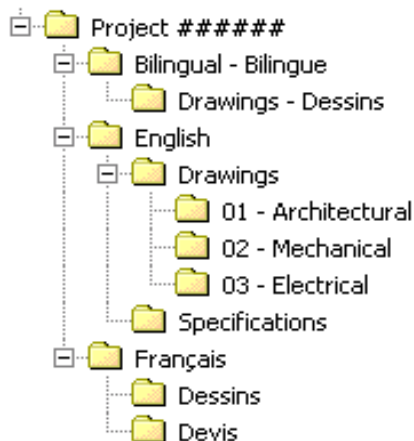 Project ######
Bilingual - Bilingue
Drawings - Dessins
English
Drawings
01 - Architectural
02 - Mechanical
03 - Electrical
Specifications
Français
Dessins
Devis